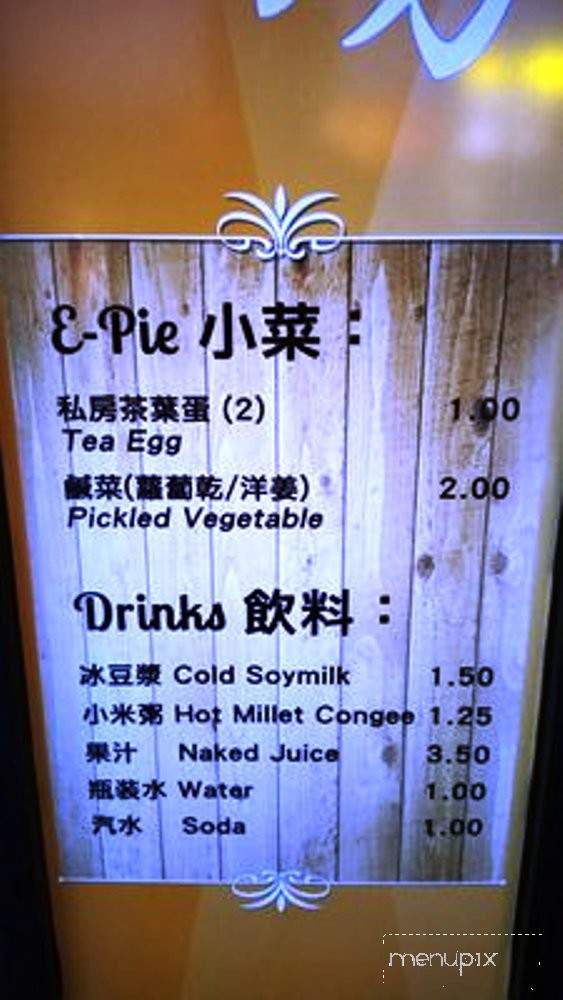 E-Pie 小菜：
私房茶葉蛋 (2) 1.00
Tea Egg
鹹菜(蘿蔔乾/洋姜) 2.00
Pickled Vegetable
Drinks 飲料：
冰豆漿 Cold Soymilk 1.50
小米粥 Hot Millet Congee 1.25
果汁 Naked Juice 3.50
瓶装水 Water 1.00
汽水 Soda 1.00
menupix